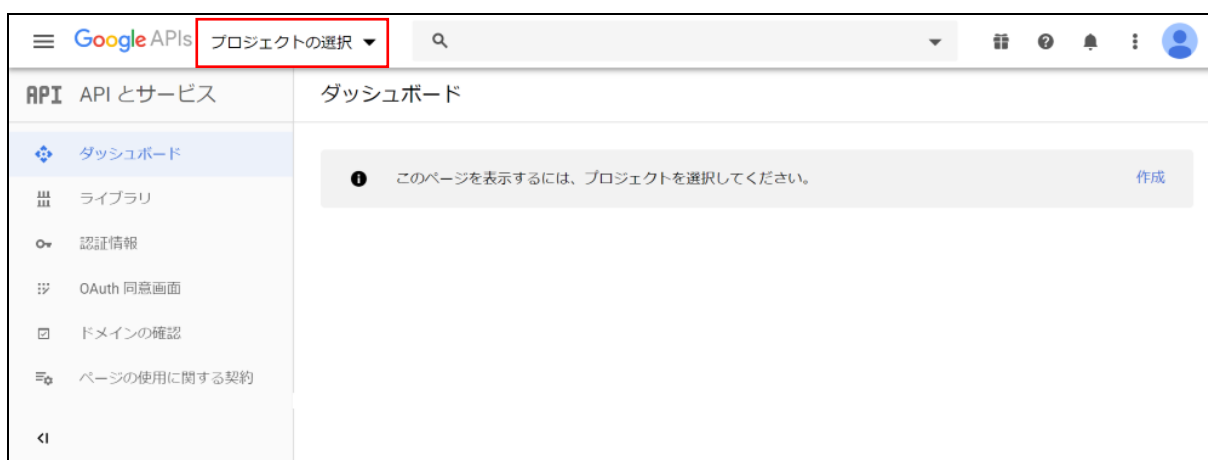 Google APIs プロジェクトの選択
API APIとサービス
ダッシュボード
ダッシュボード
このページを表示するには、プロジェクトを選択してください。 作成
ライブラリ
認証情報
OAuth 同意画面
ドメインの確認
ページの使用に関する契約